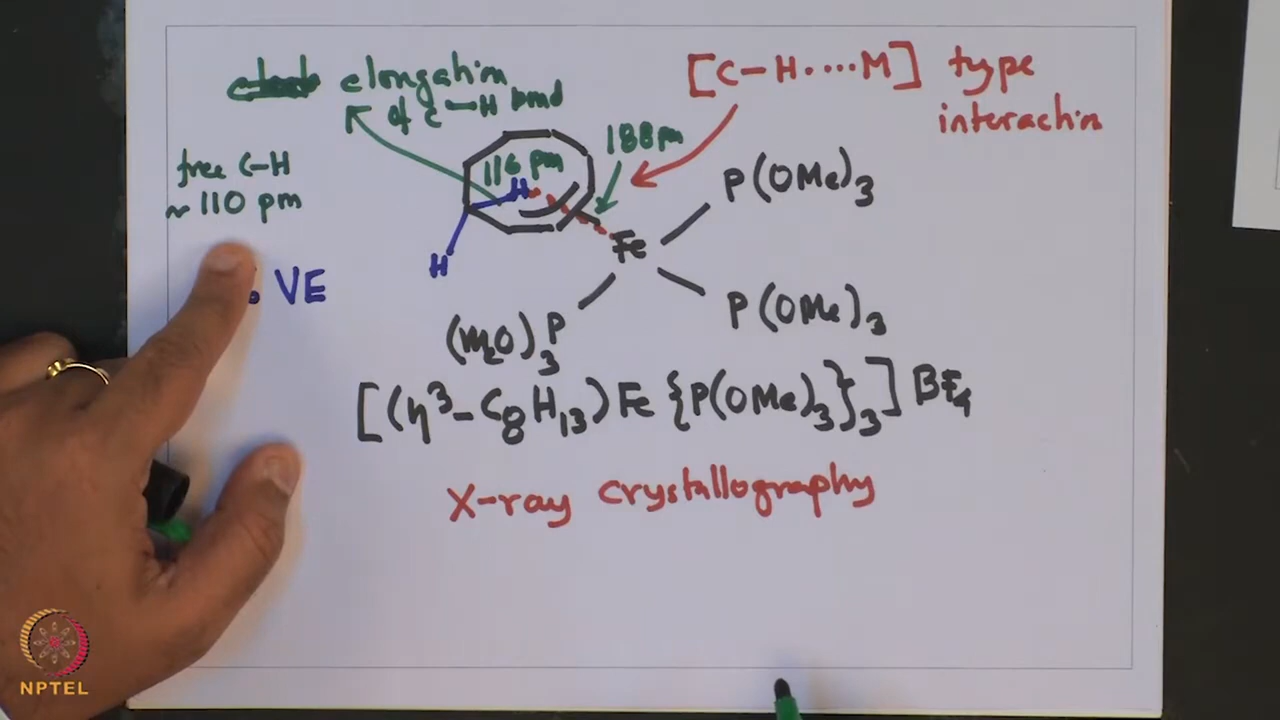 elongation
of C–H bond
[C–H····M] type
interaction
free C–H
~ 110 pm
116 pm
188 pm
H
H
VE
Fe
P(OMe)3
P(OMe)3
(MeO)3P
[(η3-C8H13)Fe{P(OMe)3}3]BF4
X-ray crystallography
NPTEL